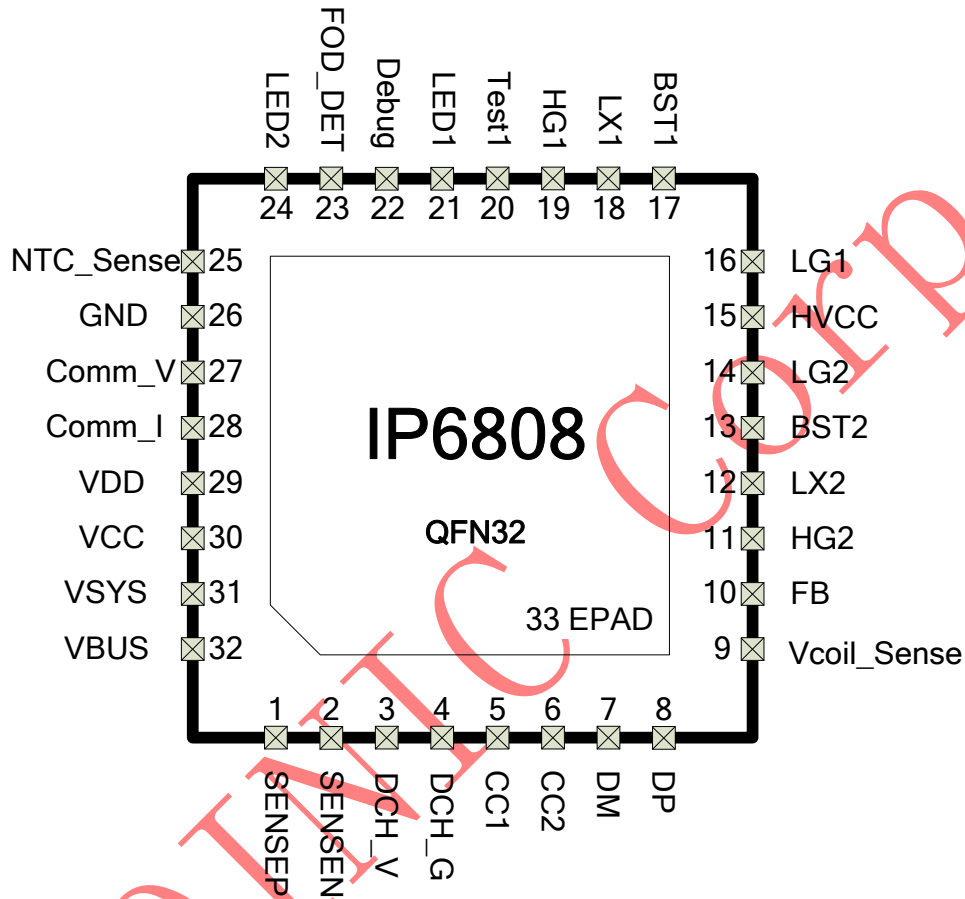 LED2
FOD_DET
Debug
LED1
Test1
HG1
LX1
BST1
24
23
22
21
20
19
18
17
NTC_Sense 25
GND 26
Comm_V 27
Comm_I 28
VDD 29
VCC 30
VSYS 31
VBUS 32
IP6808
QFN32
33 EPAD
16 LG1
15 HVCC
14 LG2
13 BST2
12 LX2
11 HG2
10 FB
9 Vcoil_Sense
1
2
3
4
5
6
7
8
SENSEP
SENSEN
DCH_V
DCH_G
CC1
CC2
DM
DP